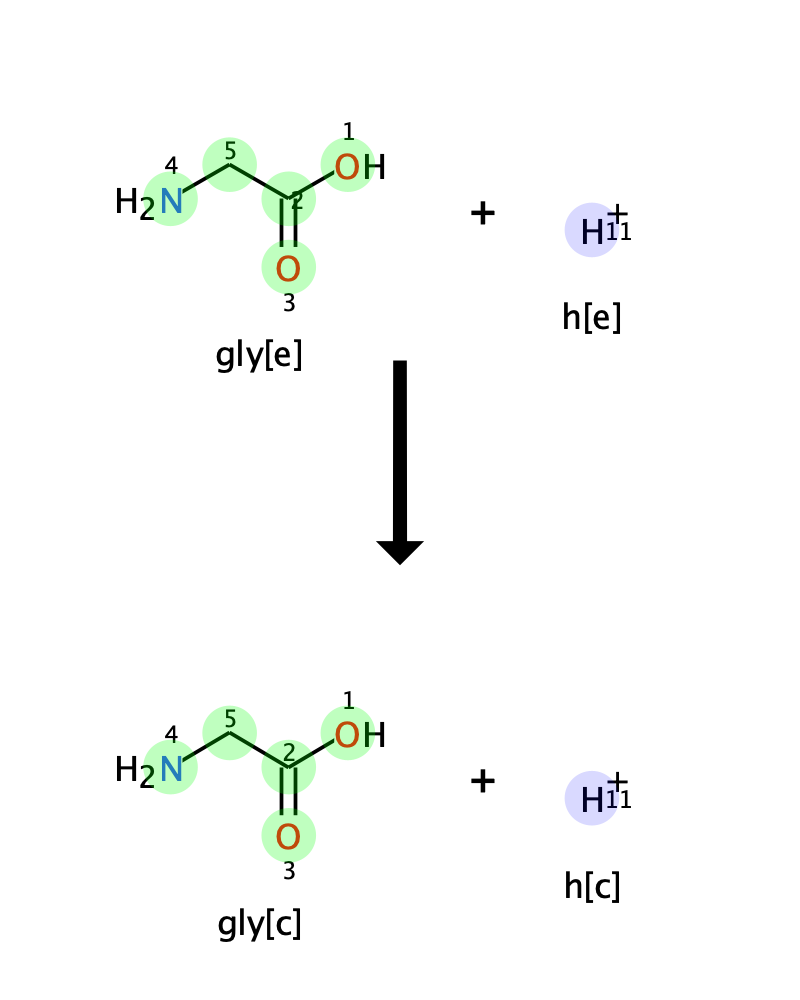 1
4 5
H2N 2 OH + H+ 11
O
3
gly[e] h[e]
1
4 5
H2N 2 OH + H+ 11
O
3
gly[c] h[c]